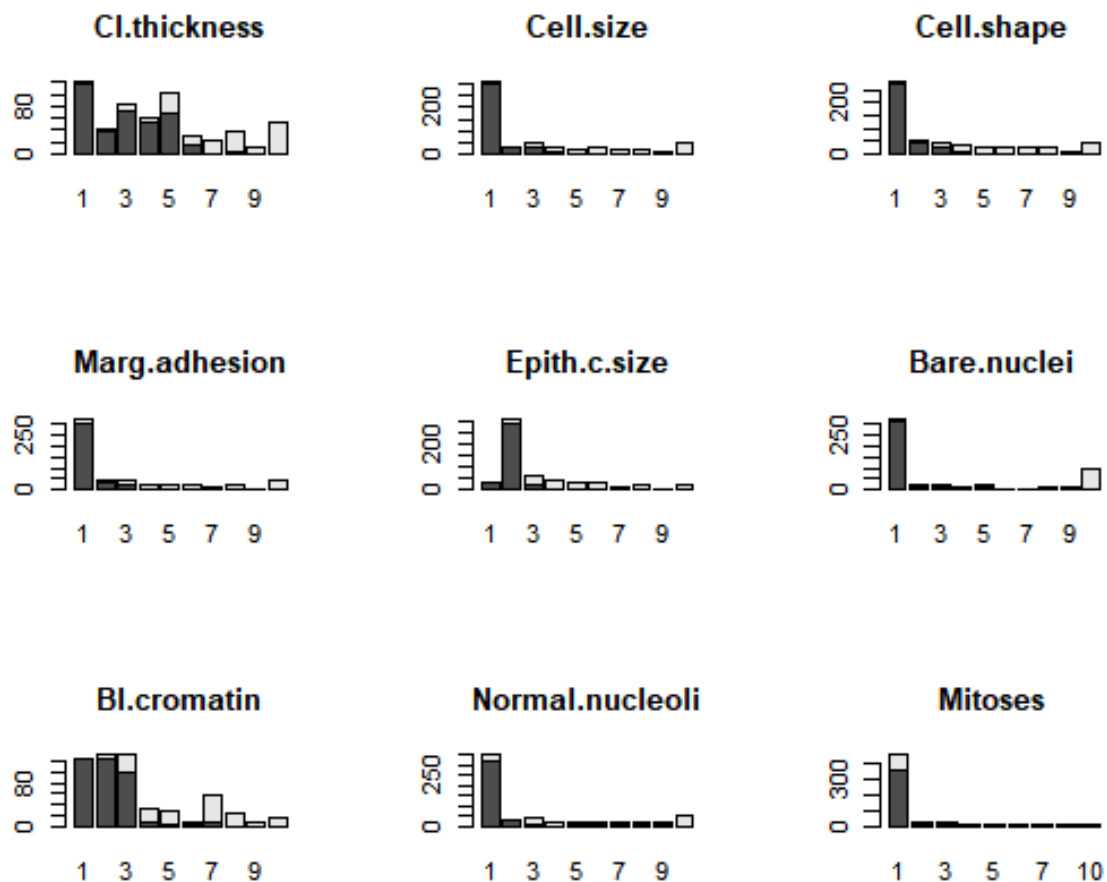 Cl.thickness
80
0
1 3 5 7 9
Cell.size
200
0
1 3 5 7 9
Cell.shape
200
0
1 3 5 7 9
Marg.adhesion
250
0
1 3 5 7 9
Epith.c.size
200
0
1 3 5 7 9
Bare.nuclei
250
0
1 3 5 7 9
Bl.cromatin
80
0
1 3 5 7 9
Normal.nucleoli
250
0
1 3 5 7 9
Mitoses
300
0
1 5 7 10